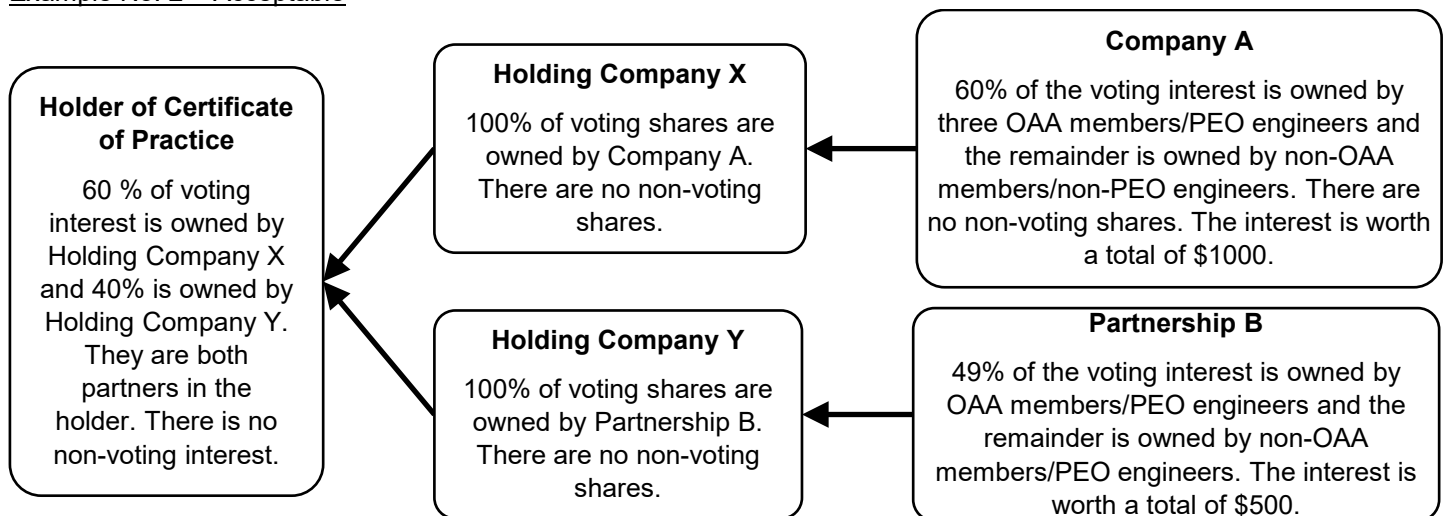 Example No. 2 – Acceptable
Holder of Certificate
of Practice
60 % of voting
interest is owned by
Holding Company X
and 40% is owned by
Holding Company Y.
They are both
partners in the
holder. There is no
non-voting interest.
Holding Company X
100% of voting shares are
owned by Company A.
There are no non-voting
shares.
Company A
60% of the voting interest is owned by
three OAA members/PEO engineers and
the remainder is owned by non-OAA
members/non-PEO engineers. There are
no non-voting shares. The interest is worth
a total of $1000.
Holding Company Y
100% of voting shares are
owned by Partnership B.
There are no non-voting
shares.
Partnership B
49% of the voting interest is owned by
OAA members/PEO engineers and the
remainder is owned by non-OAA
members/PEO engineers. The interest is
worth a total of $500.